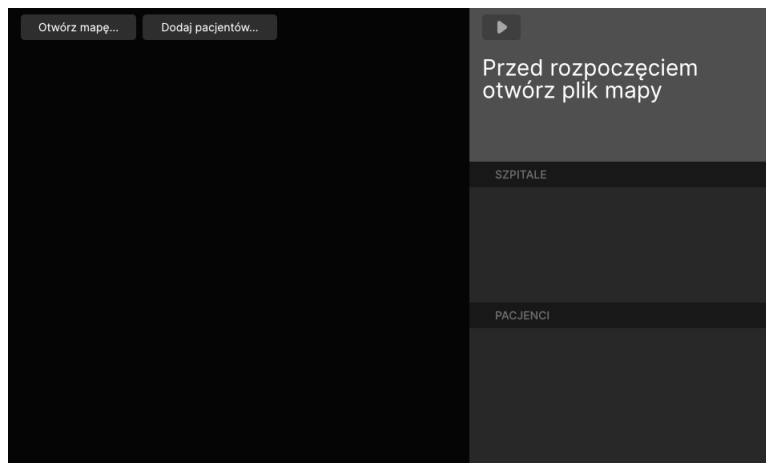 Otwórz mapę...
Dodaj pacjentów...
Przed rozpoczęciem
otwórz plik mapy
SZPITALE
PACJENCI